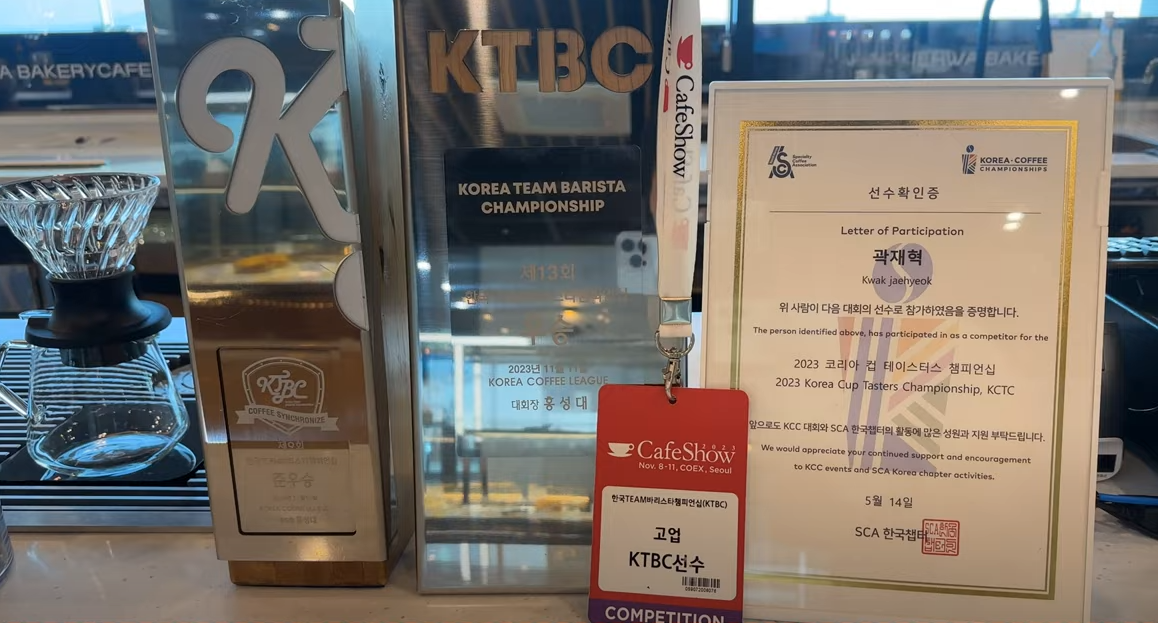 A BAKERYCAFE
KTBC
COFFEE SYNCHRONIZE
준우승
KTBC
KOREA TEAM BARISTA
CHAMPIONSHIP
제13회
2023년 11월
KOREA COFFEE LEAGUE
대회장 홍성대
CafeShow
CafeShow 2023
Nov. 8-11, COEX, Seoul
한국TEAM바리스타챔피언십(KTBC)
고업
KTBC선수
COMPETITION
BAKE
Specialty
Coffee
Association
KOREA·COFFEE
CHAMPIONSHIPS
선수확인증
Letter of Participation
곽재혁
Kwak jaehyeok
위 사람이 다음 대회의 선수로 참가하였음을 증명합니다.
The person identified above, has participated in as a competitor for the
2023 코리아 컵 테이스터스 챔피언십
2023 Korea Cup Tasters Championship, KCTC
앞으로도 KCC 대회와 SCA 한국챕터의 활동에 많은 성원과 지원 부탁드립니다.
We would appreciate your continued support and encouragement
to KCC events and SCA Korea chapter activities.
5월 14일
SCA 한국챕터